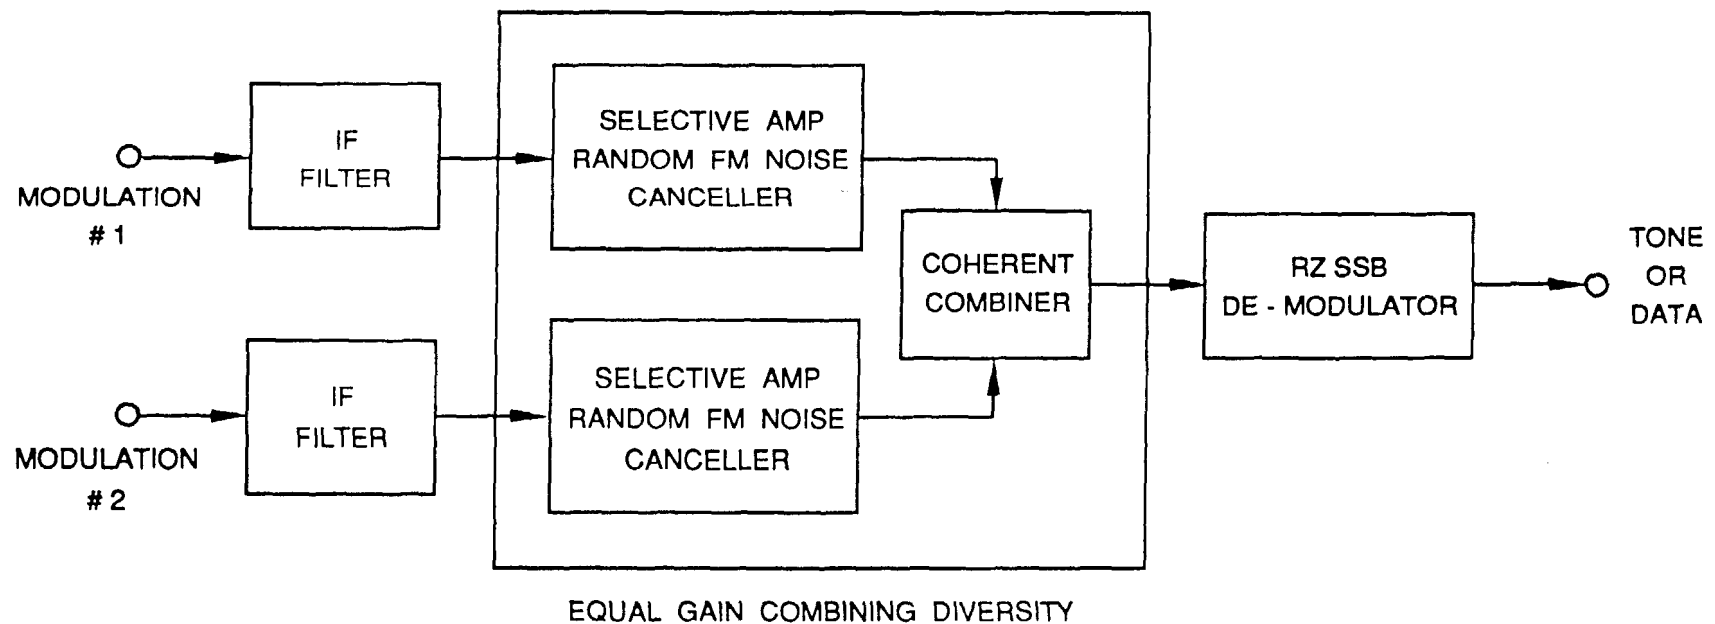 MODULATION
# 1
IF
FILTER
SELECTIVE AMP
RANDOM FM NOISE
CANCELLER
MODULATION
# 2
IF
FILTER
SELECTIVE AMP
RANDOM FM NOISE
CANCELLER
COHERENT
COMBINER
RZ SSB
DE - MODULATOR
TONE
OR
DATA
EQUAL GAIN COMBINING DIVERSITY